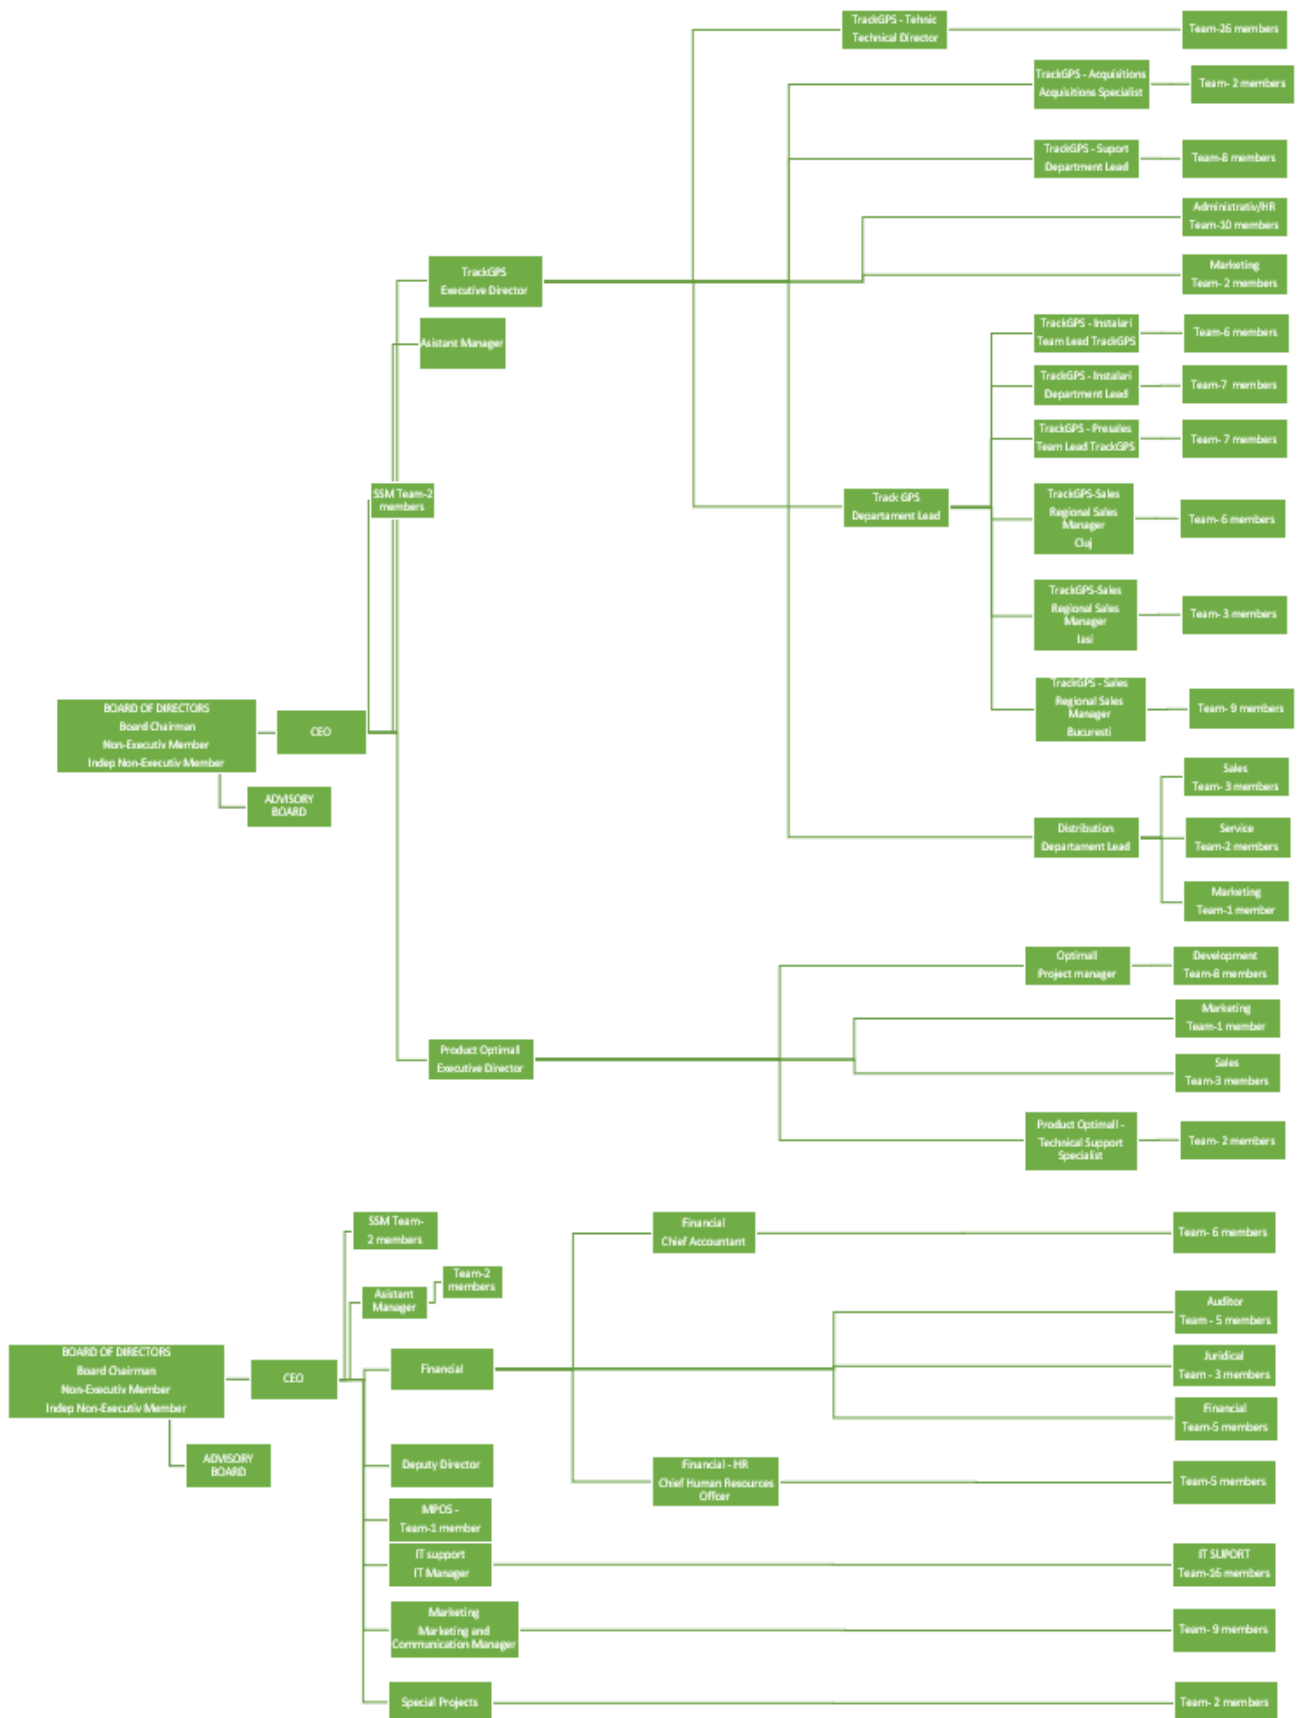 TrackGPS - Tehnic
Technical Director
Team-26 members
TrackGPS - Acquisitions
Acquisitions Specialist
Team- 2 members
TrackGPS - Suport
Department Lead
Team-8 members
Administrativ/HR
Team-10 members
TrackGPS
Executive Director
Marketing
Team- 2 members
Asistant Manager
TrackGPS - Instalari
Team Lead TrackGPS
Team-6 members
TrackGPS - Instalari
Department Lead
Team-7 members
TrackGPS - Presales
Team Lead TrackGPS
Team- 7 members
SSM Team-2
members
Track GPS
Departament Lead
TrackGPS-Sales
Regional Sales
Manager
Cluj
Team- 6 members
TrackGPS-Sales
Regional Sales
Manager
Iasi
Team- 3 members
TrackGPS - Sales
Regional Sales
Manager
Bucuresti
Team- 9 members
BOARD OF DIRECTORS
Board Chairman
Non-Executiv Member
Indep Non-Executiv Member
CEO
ADVISORY
BOARD
Sales
Team- 3 members
Distribution
Departament Lead
Service
Team-2 members
Marketing
Team-1 member
Optimall
Project manager
Development
Team-8 members
Marketing
Team-1 member
Product Optimall
Executive Director
Sales
Team-3 members
Product Optimall -
Technical Support
Specialist
Team- 2 members
SSM Team-
2 members
Financial
Chief Accountant
Team- 6 members
Asistant
Manager
Team-2
members
Auditor
Team - 5 members
BOARD OF DIRECTORS
Board Chairman
Non-Executiv Member
Indep Non-Executiv Member
CEO
Financial
Juridical
Team - 3 members
Financial
Team-5 members
ADVISORY
BOARD
Deputy Director
Financial - HR
Chief Human Resources
Offcer
Team-5 members
MPOS -
Team-1 member
IT support
IT Manager
IT SUPORT
Team-16 members
Marketing
Marketing and
Communication Manager
Team- 9 members
Special Projects
Team- 2 members